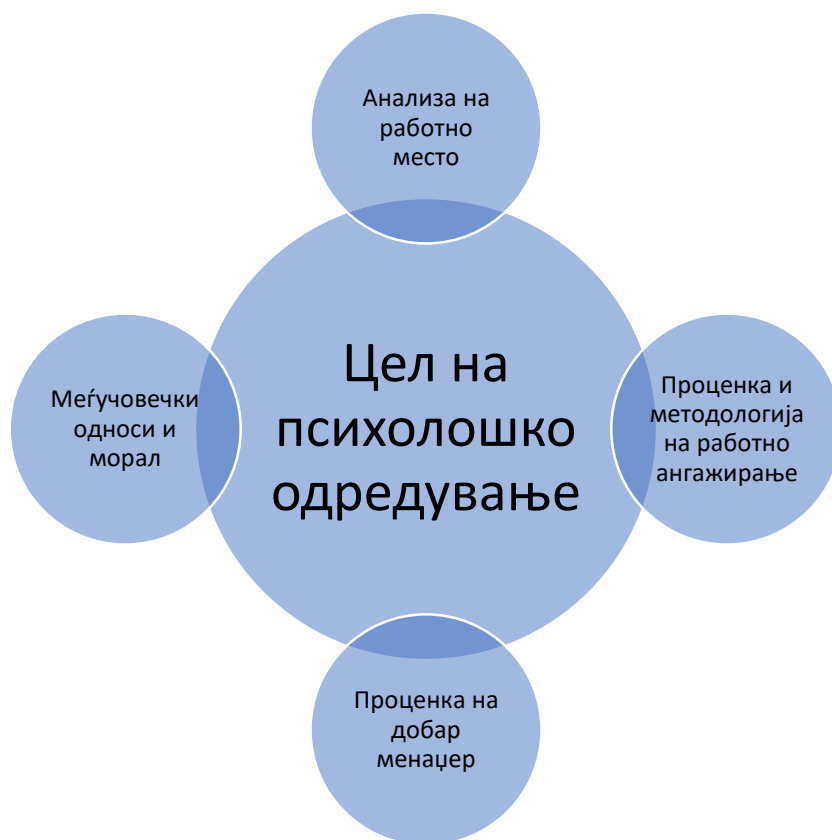 Анализа на
работно
место
Меѓучовечки
односи и
морал
Цел на
психолошко
одредување
Проценка и
методологија
на работно
ангажирање
Проценка на
добар
менаџер